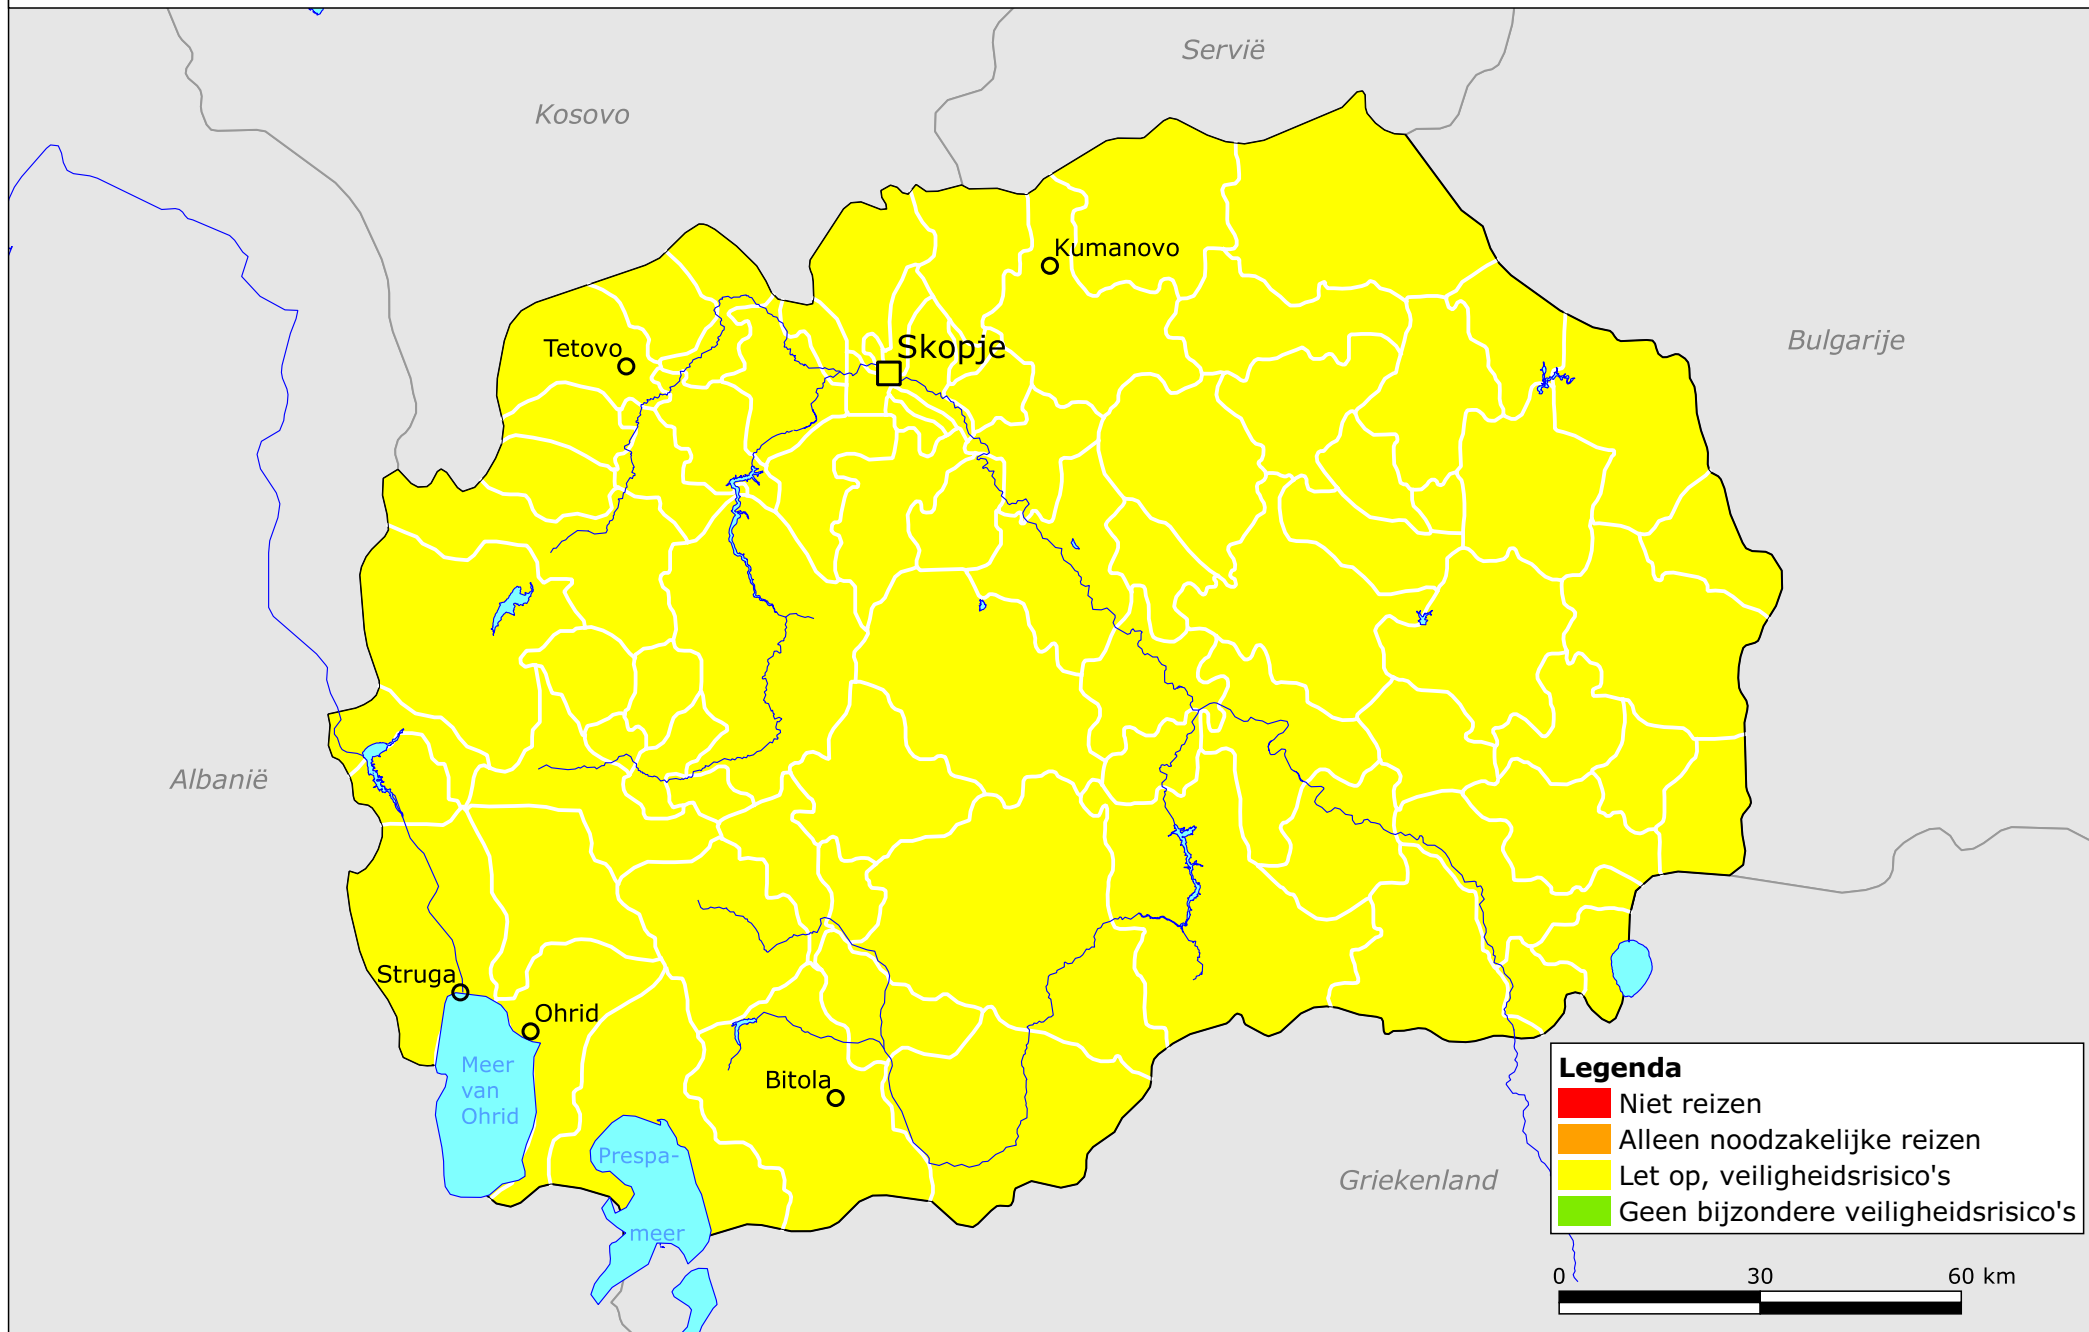 Servië
Kosovo
Kumanovo
Bulgarije
Skopje
Tetovo
Albanië
Struga
Ohrid
Meer
van
Ohrid
Bitola
Prespa-
meer
Griekenland
Legenda
Niet reizen
Alleen noodzakelijke reizen
Let op, veiligheidsrisico's
Geen bijzondere veiligheidsrisico's
0 30 60 km